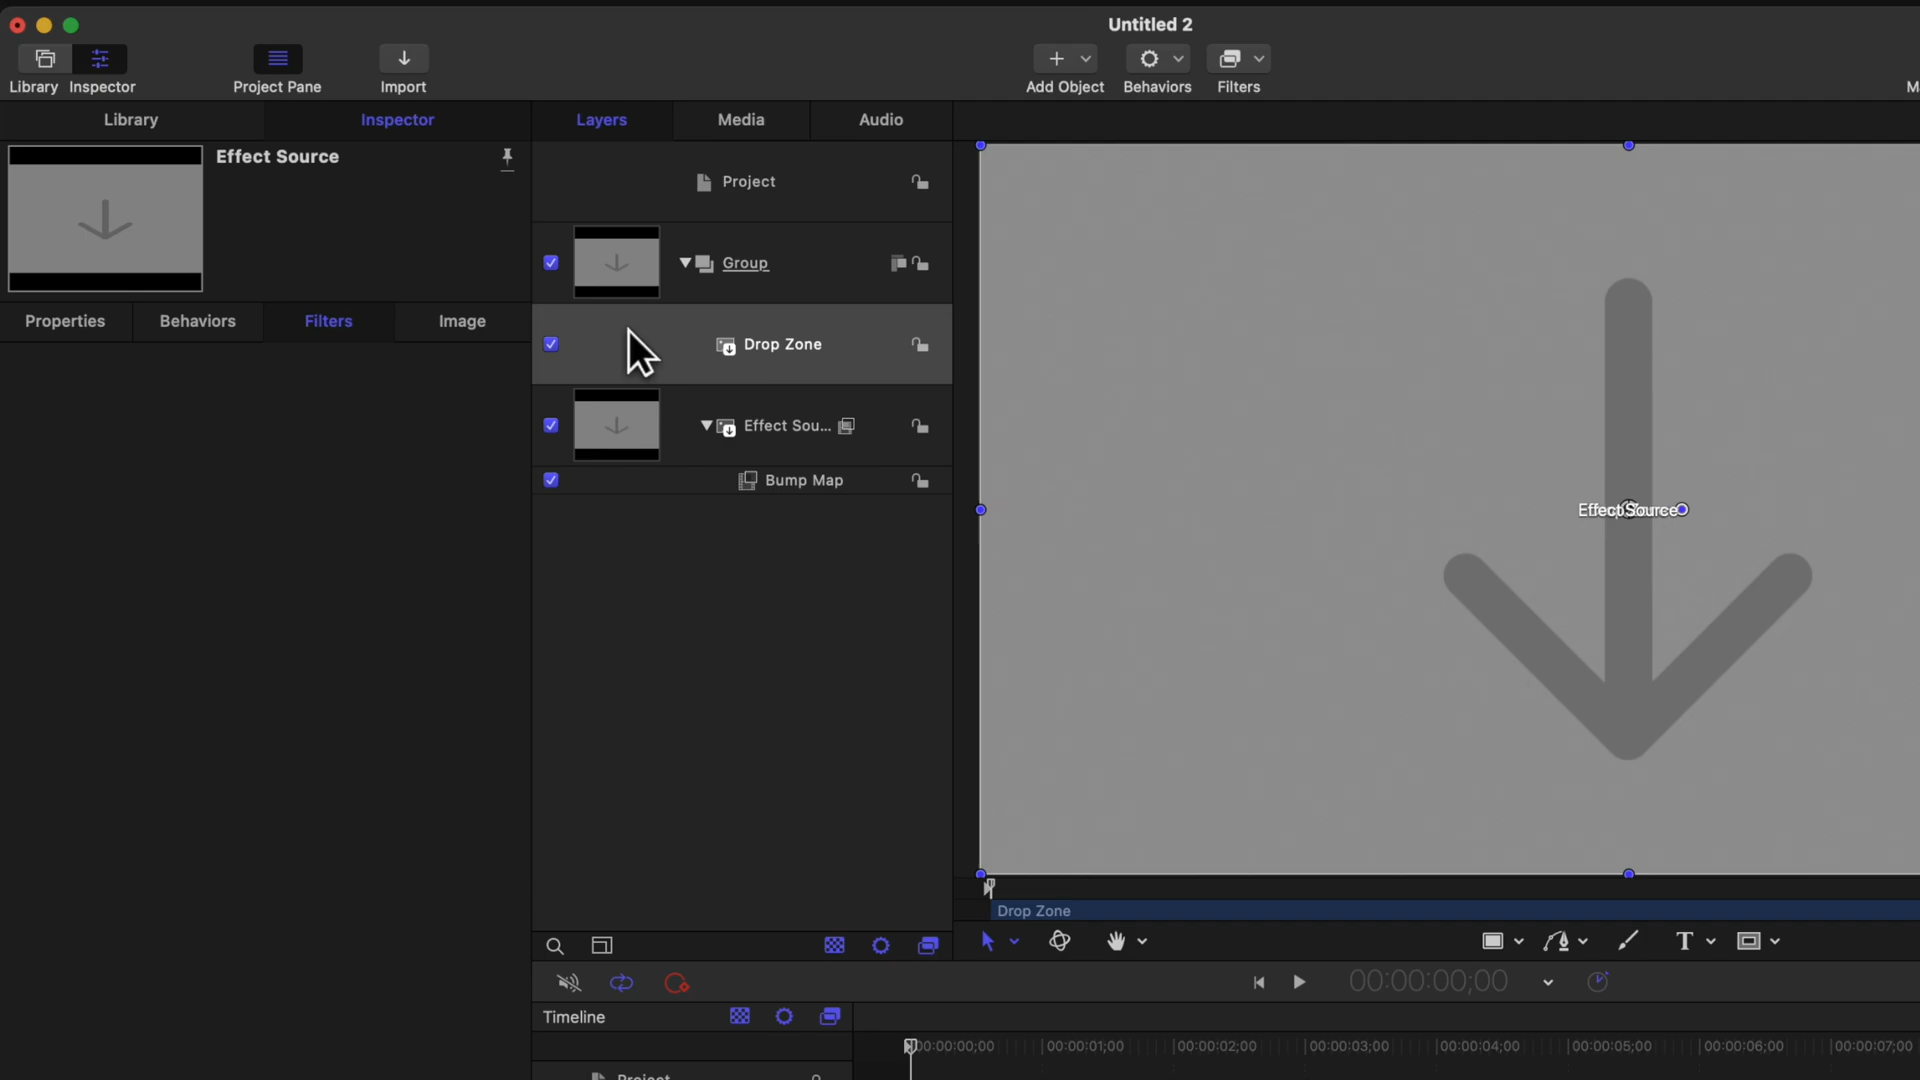 Untitled 2
Library Inspector
Project Pane
Import
Add Object
Behaviors
Filters
Library
Inspector
Layers
Media
Audio
Effect Source
Properties
Behaviors
Filters
Image
Project
Group
Drop Zone
Effect Sou...
Bump Map
Effect Source
Drop Zone
T
00:00:00;00
Timeline
00:00:00;00
00:00:01;00
00:00:02;00
00:00:03;00
00:00:04;00
00:00:05;00
00:00:06;00
00:00:07;00
Project